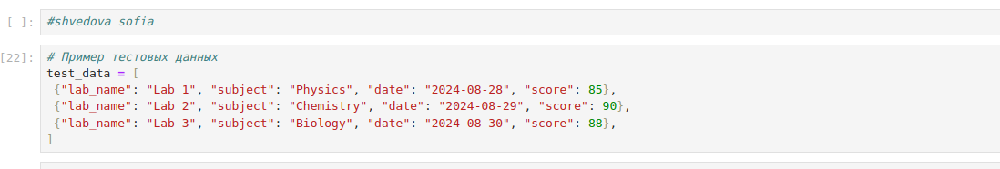 [ ]: #shvedova sofia
[22]: # Пример тестовых данных
test_data = [
{"lab_name": "Lab 1", "subject": "Physics", "date": "2024-08-28", "score": 85},
{"lab_name": "Lab 2", "subject": "Chemistry", "date": "2024-08-29", "score": 90},
{"lab_name": "Lab 3", "subject": "Biology", "date": "2024-08-30", "score": 88},
]